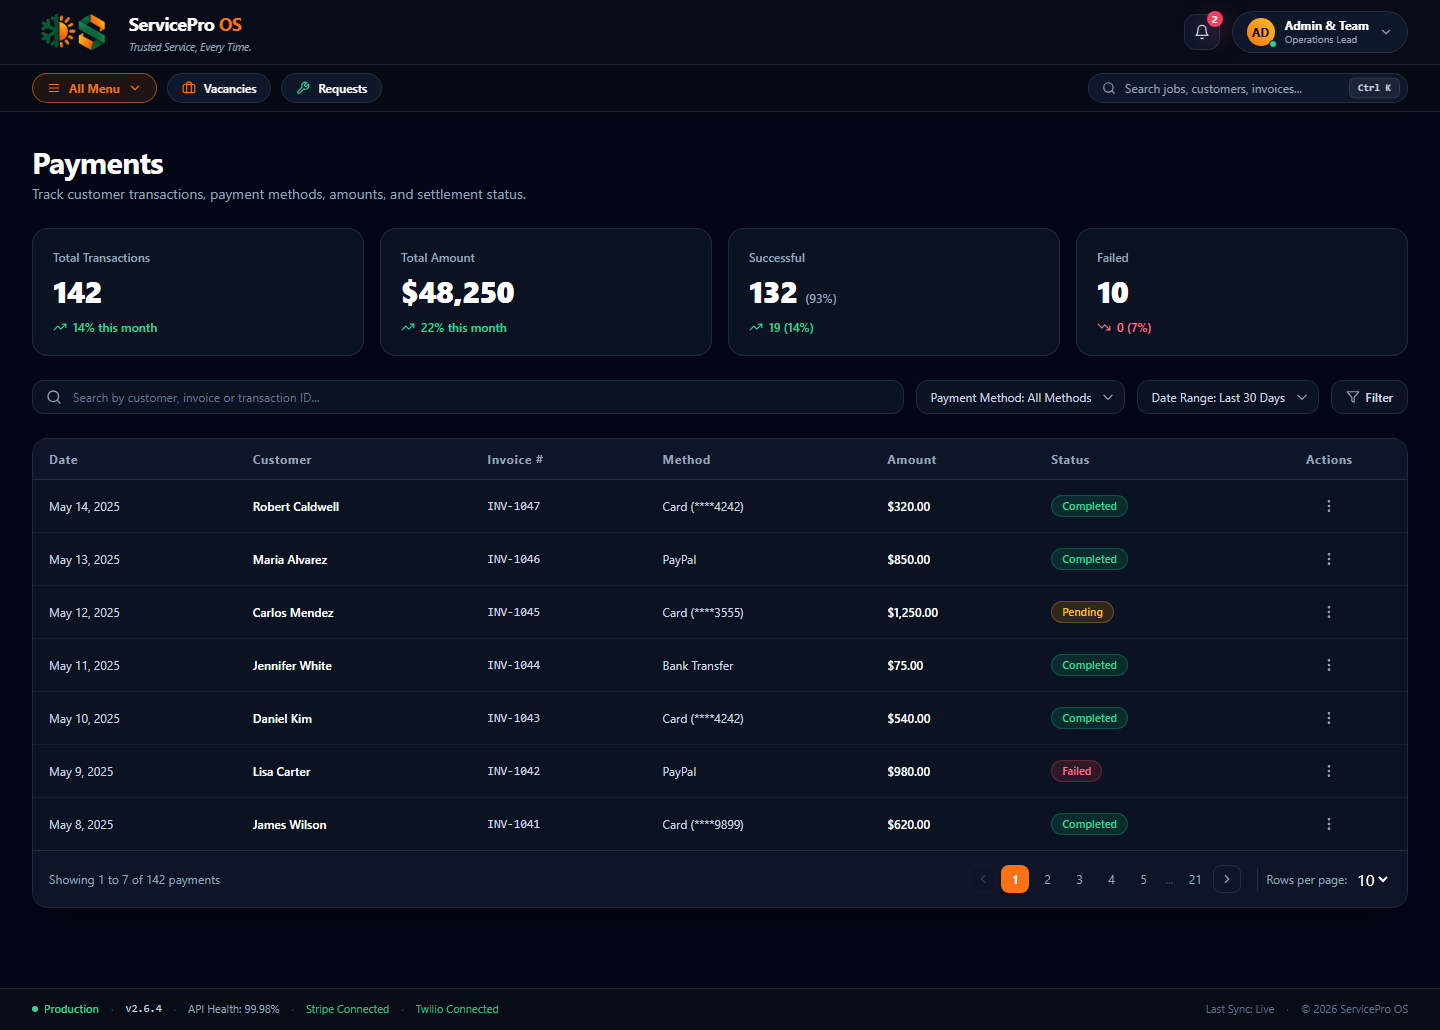 ServicePro OS
Trusted Service, Every Time.
2
AD
Admin & Team
Operations Lead
All Menu
Vacancies
Requests
Search jobs, customers, invoices...
Ctrl K
Payments
Track customer transactions, payment methods, amounts, and settlement status.
Total Transactions
142
14% this month
Total Amount
$48,250
22% this month
Successful
132 (93%)
19 (14%)
Failed
10
0 (7%)
Search by customer, invoice or transaction ID...
Payment Method: All Methods
Date Range: Last 30 Days
Filter
Date Customer Invoice # Method Amount Status Actions
May 14, 2025 Robert Caldwell INV-1047 Card (****4242) $320.00 Completed
May 13, 2025 Maria Alvarez INV-1046 PayPal $850.00 Completed
May 12, 2025 Carlos Mendez INV-1045 Card (****3555) $1,250.00 Pending
May 11, 2025 Jennifer White INV-1044 Bank Transfer $75.00 Completed
May 10, 2025 Daniel Kim INV-1043 Card (****4242) $540.00 Completed
May 9, 2025 Lisa Carter INV-1042 PayPal $980.00 Failed
May 8, 2025 James Wilson INV-1041 Card (****9899) $620.00 Completed
Showing 1 to 7 of 142 payments
1 2 3 4 5 ... 21
Rows per page: 10
Production · v2.6.4 · API Health: 99.98% · Stripe Connected · Twilio Connected
Last Sync: Live · © 2026 ServicePro OS